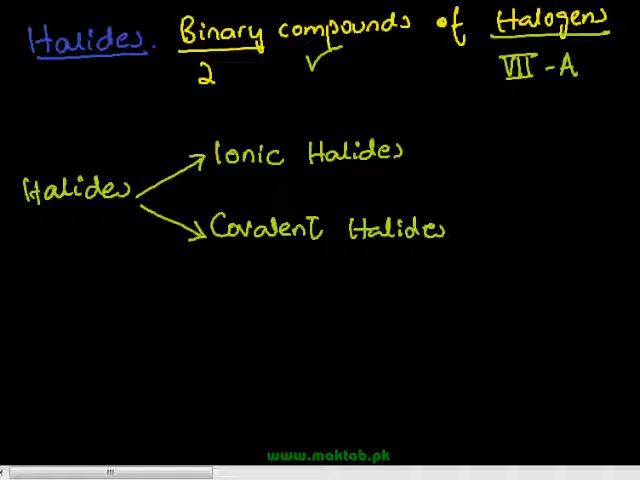 Halides. Binary compounds of Halogens
2 VII-A
Ionic Halides
Halides
Covalent Halides
www.maktab.pk